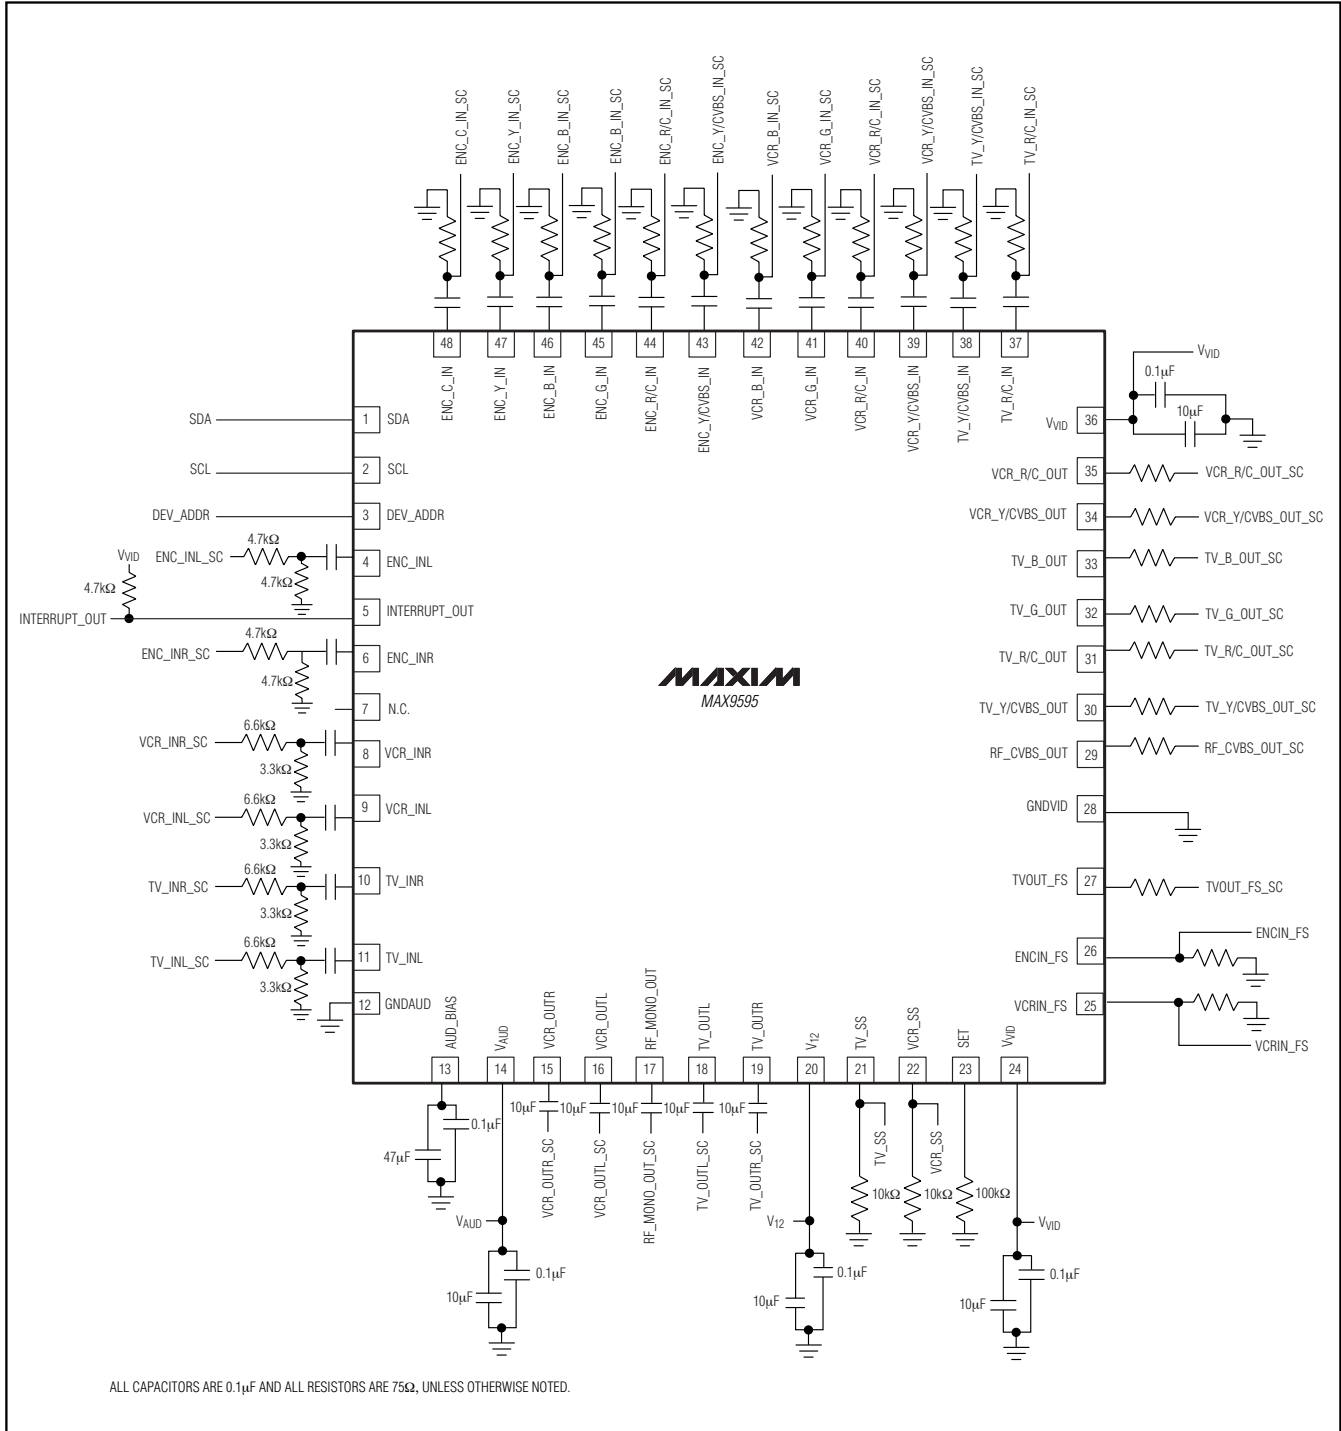 ENC_C_IN_SC
ENC_Y_IN_SC
ENC_B_IN_SC
ENC_B_IN_SC
ENC_R/C_IN_SC
ENC_Y/CVBS_IN_SC
VCR_B_IN_SC
VCR_G_IN_SC
VCR_R/C_IN_SC
VCR_Y/CVBS_IN_SC
TV_Y/CVBS_IN_SC
TV_R/C_IN_SC
48
47
46
45
44
43
42
41
40
39
38
37
ENC_C_IN
ENC_Y_IN
ENC_B_IN
ENC_G_IN
ENC_R/C_IN
ENC_Y/CVBS_IN
VCR_B_IN
VCR_G_IN
VCR_R/C_IN
VCR_Y/CVBS_IN
TV_Y/CVBS_IN
TV_R/C_IN
SDA
1
SDA
SCL
2
SCL
DEV_ADDR
3
DEV_ADDR
ENC_INL_SC
4.7kΩ
4.7kΩ
4
ENC_INL
VVID
4.7kΩ
INTERRUPT_OUT
5
INTERRUPT_OUT
ENC_INR_SC
4.7kΩ
4.7kΩ
6
ENC_INR
7
N.C.
VCR_INR_SC
6.6kΩ
3.3kΩ
8
VCR_INR
VCR_INL_SC
6.6kΩ
3.3kΩ
9
VCR_INL
TV_INR_SC
6.6kΩ
3.3kΩ
10
TV_INR
TV_INL_SC
6.6kΩ
3.3kΩ
11
TV_INL
12
GNDAUD
MAXIM
MAX9595
VVID
0.1µF
10µF
VVID
36
VCR_R/C_OUT
35
VCR_R/C_OUT_SC
VCR_Y/CVBS_OUT
34
VCR_Y/CVBS_OUT_SC
TV_B_OUT
33
TV_B_OUT_SC
TV_G_OUT
32
TV_G_OUT_SC
TV_R/C_OUT
31
TV_R/C_OUT_SC
TV_Y/CVBS_OUT
30
TV_Y/CVBS_OUT_SC
RF_CVBS_OUT
29
RF_CVBS_OUT_SC
GNDVID
28
TVOUT_FS
27
TVOUT_FS_SC
ENCIN_FS
26
ENCIN_FS
VCRIN_FS
25
VCRIN_FS
AUD_BIAS
VAUD
VCR_OUTR
VCR_OUTL
RF_MONO_OUT
TV_OUTL
TV_OUTR
V12
TV_SS
VCR_SS
SET
VVID
13
14
15
16
17
18
19
20
21
22
23
24
0.1µF
47µF
10µF
10µF
10µF
10µF
10µF
VCR_OUTR_SC
VCR_OUTL_SC
RF_MONO_OUT_SC
TV_OUTL_SC
TV_OUTR_SC
TV_SS
VCR_SS
10kΩ
10kΩ
100kΩ
VAUD
V12
VVID
0.1µF
10µF
0.1µF
10µF
0.1µF
10µF
ALL CAPACITORS ARE 0.1µF AND ALL RESISTORS ARE 75Ω, UNLESS OTHERWISE NOTED.